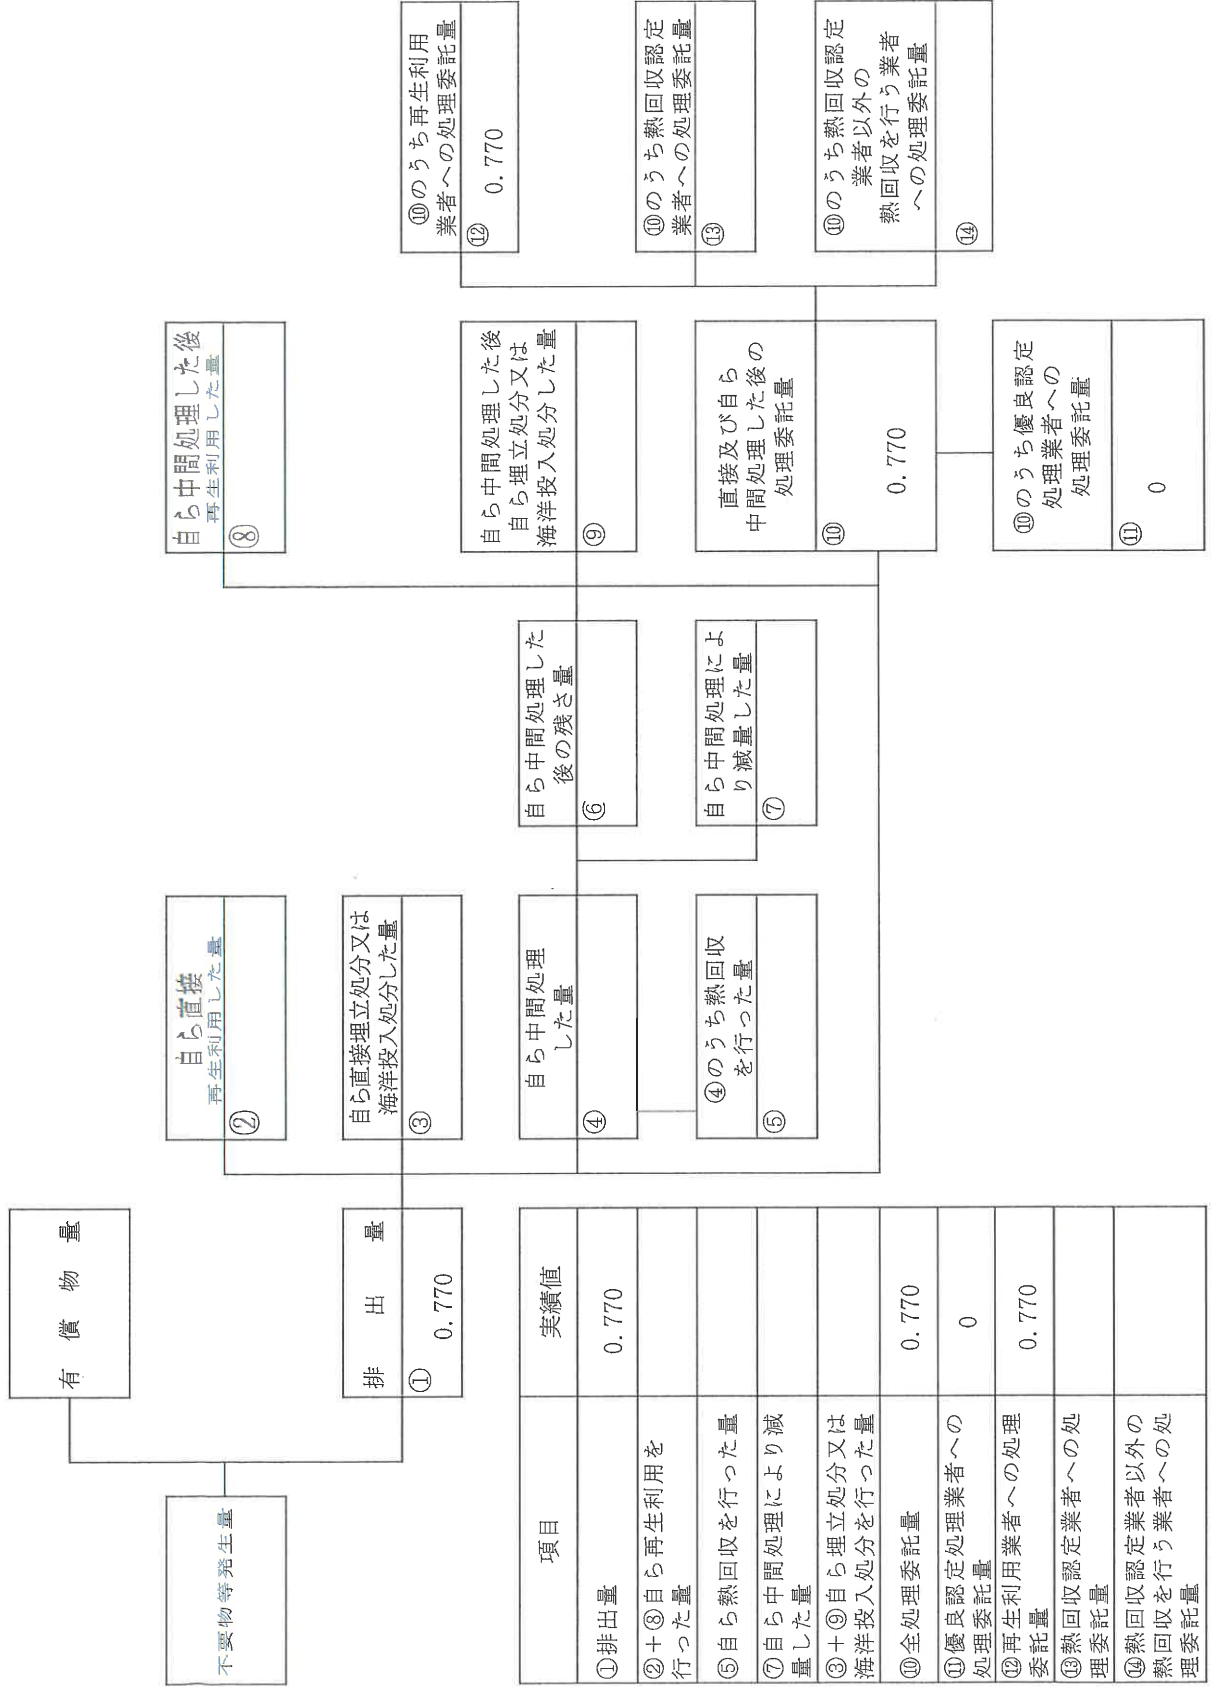 不要物等発生量
有償物量
排出量
①
0.770
自ら直接
再生利用した量
②
自ら直接埋立処分又は
海洋投入処分した量
③
自ら中間処理
した量
④
④のうち熱回収
を行った量
⑤
自ら中間処理した
後の残さ量
⑥
自ら中間処理によ
り減量した量
⑦
自ら中間処理した後
再生利用した量
⑧
自ら中間処理した後
自ら埋立処分又は
海洋投入処分した量
⑨
直接及び自ら
中間処理した後の
処理委託量
⑩
0.770
⑩のうち優良認定
処理業者への
処理委託量
⑪
0
⑩のうち再生利用
業者への処理委託量
⑫
0.770
⑩のうち熱回収認定
業者への処理委託量
⑬
⑩のうち熱回収認定
業者以外の
熱回収を行う業者
への処理委託量
⑭
項目 実績値
①排出量 0.770
②+⑧自ら再生利用を
行った量
⑤自ら熱回収を行った量
⑦自ら中間処理により減
量した量
③+⑨自ら埋立処分又は
海洋投入処分を行った量
⑩全処理委託量 0.770
⑪優良認定処理業者への
処理委託量 0
⑫再生利用業者への処理
委託量 0.770
⑬熱回収認定業者への処
理委託量
⑭熱回収認定業者以外の
熱回収を行う業者への処
理委託量